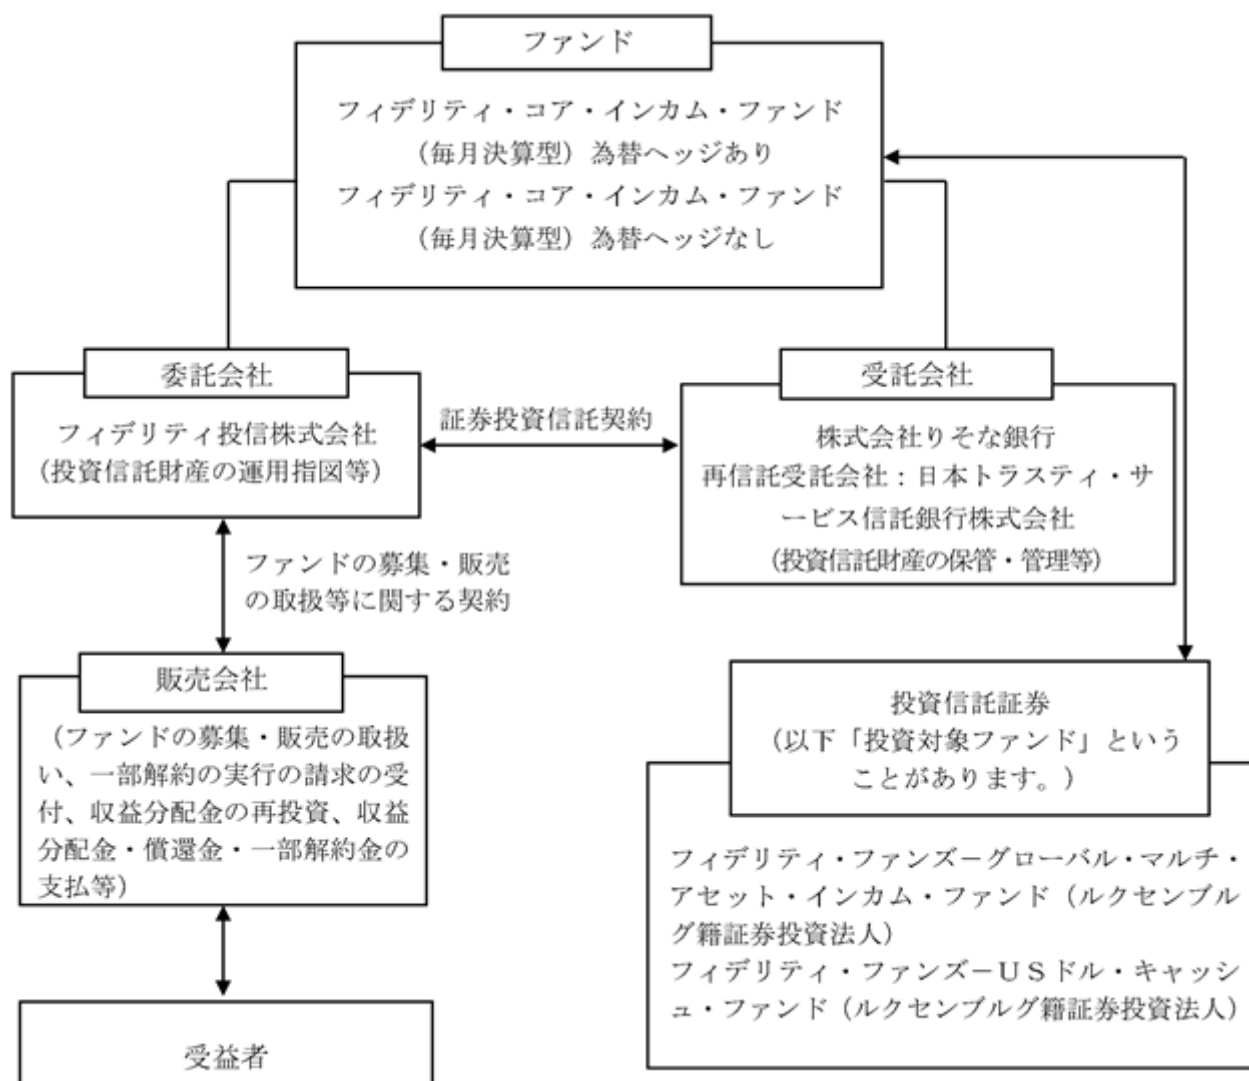 ファンド
フィデリティ・コア・インカム・ファンド
(毎月決算型)為替ヘッジあり
フィデリティ・コア・インカム・ファンド
(毎月決算型)為替ヘッジなし
委託会社
フィデリティ投信株式会社
(投資信託財産の運用指図等)
証券投資信託契約
受託会社
株式会社りそな銀行
再信託受託会社:日本トラスティ・サ
ービス信託銀行株式会社
(投資信託財産の保管・管理等)
ファンドの募集・販売
の取扱等に関する契約
販売会社
(ファンドの募集・販売の取扱
い、一部解約の実行の請求の受
付、収益分配金の再投資、収益
分配金・償還金・一部解約金の
支払等)
受益者
投資信託証券
(以下「投資対象ファンド」という
ことがあります。)
フィデリティ・ファンズ-グローバル・マルチ・
アセット・インカム・ファンド(ルクセンブル
グ籍証券投資法人)
フィデリティ・ファンズ-USドル・キャッシ
ュ・ファンド(ルクセンブルグ籍証券投資法人)